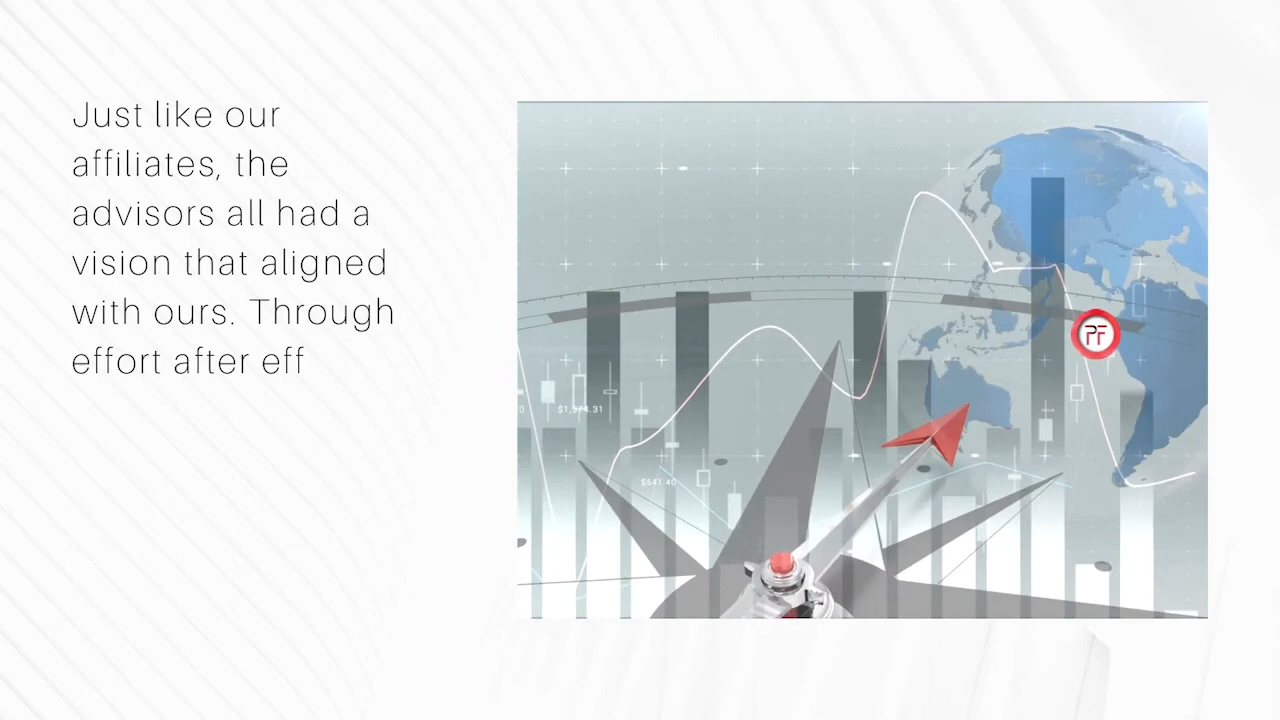 Just like our
affiliates, the
advisors all had a
vision that aligned
with ours. Through
effort after eff
PF
$641.40